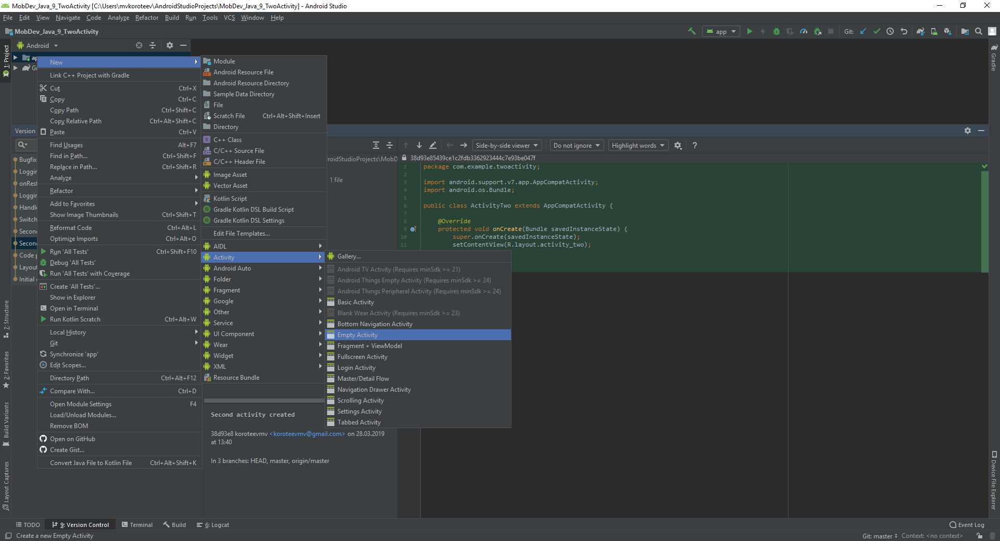 MobDev_Java_9_TwoActivity [C:\Users\mvkoroteev\AndroidStudioProjects\MobDev_Java_9_TwoActivity] - Android Studio
File Edit View Navigate Code Analyze Refactor Build Run Tools VCS Window Help
MobDev_Java_9_TwoActivity
app
Git:
1: Project
7: Structure
2: Favorites
Build Variants
Layout Captures
Android
ap
G
Version
Bugfix
Loggin
onRest
Loggin
Handle
Switch
Secon
Secon
Code p
Layout
Initial c
New
Link C++ Project with Gradle
Cut Ctrl+X
Copy Ctrl+C
Copy Path Ctrl+Shift+C
Copy Relative Path Ctrl+Alt+Shift+C
Paste Ctrl+V
Find Usages Alt+F7
Find in Path... Ctrl+Shift+F
Replace in Path... Ctrl+Shift+R
Analyze
Refactor
Add to Favorites
Show Image Thumbnails Ctrl+Shift+T
Reformat Code Ctrl+Alt+L
Optimize Imports Ctrl+Alt+O
Run 'All Tests' Ctrl+Shift+F10
Debug 'All Tests'
Run 'All Tests' with Coverage
Create 'All Tests'...
Show in Explorer
Open in Terminal
Run Kotlin Scratch Ctrl+Alt+W
Local History
Git
Synchronize 'app'
Edit Scopes...
Directory Path Ctrl+Alt+F12
Compare With... Ctrl+D
Open Module Settings F4
Load/Unload Modules...
Remove BOM
Open on GitHub
Create Gist...
Convert Java File to Kotlin File Ctrl+Alt+Shift+K
Module
Android Resource File
Android Resource Directory
Sample Data Directory
File
Scratch File Ctrl+Alt+Shift+Insert
Directory
C++ Class
C/C++ Source File
C/C++ Header File
Image Asset
Vector Asset
Kotlin Script
Gradle Kotlin DSL Build Script
Gradle Kotlin DSL Settings
Edit File Templates...
AIDL
Activity
Android Auto
Folder
Fragment
Google
Other
Service
UI Component
Wear
Widget
XML
Resource Bundle
Gallery...
Android TV Activity (Requires minSdk >= 21)
Android Things Empty Activity (Requires minSdk >= 24)
Android Things Peripheral Activity (Requires minSdk >= 24)
Basic Activity
Blank Wear Activity (Requires minSdk >= 23)
Bottom Navigation Activity
Empty Activity
Fragment + ViewModel
Fullscreen Activity
Login Activity
Master/Detail Flow
Navigation Drawer Activity
Scrolling Activity
Settings Activity
Tabbed Activity
roidStudioProjects\MobD
1 file
Second activity created
38d93e8 koroteevmv <koroteevmv@gmail.com> on 28.03.2019
at 13:40
In 3 branches: HEAD, master, origin/master
Side-by-side viewer Do not ignore Highlight words ?
38d93e85439ce1c2fdb3362923444c7e93be047f
1 package com.example.twoactivity;
2
3 import android.support.v7.app.AppCompatActivity;
4 import android.os.Bundle;
5
6 public class ActivityTwo extends AppCompatActivity {
7
8 @Override
9 protected void onCreate(Bundle savedInstanceState) {
10 super.onCreate(savedInstanceState);
11 setContentView(R.layout.activity_two);
Gradle
Device File Explorer
TODO 9: Version Control Terminal Build 6: Logcat Event Log
Create a new Empty Activity Git: master Context: <no context>